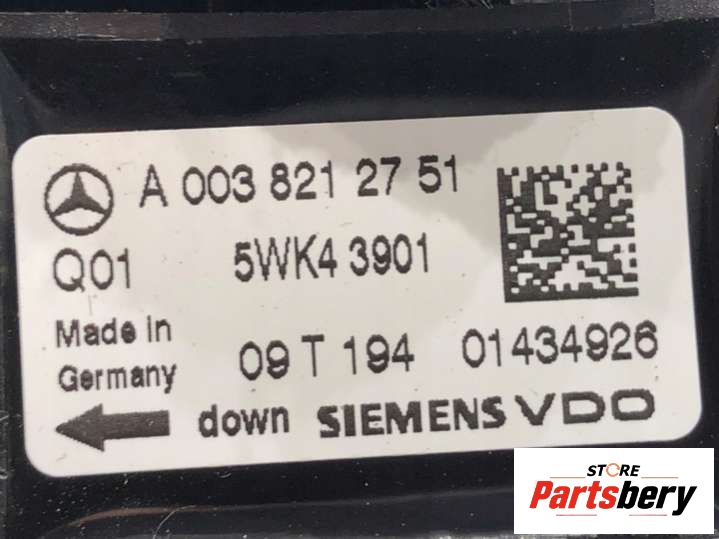 A 003 821 27 51
Q01 5WK4 3901
Made in
Germany
09 T 194 01434926
down SIEMENS VDO
STORE
Partsbery